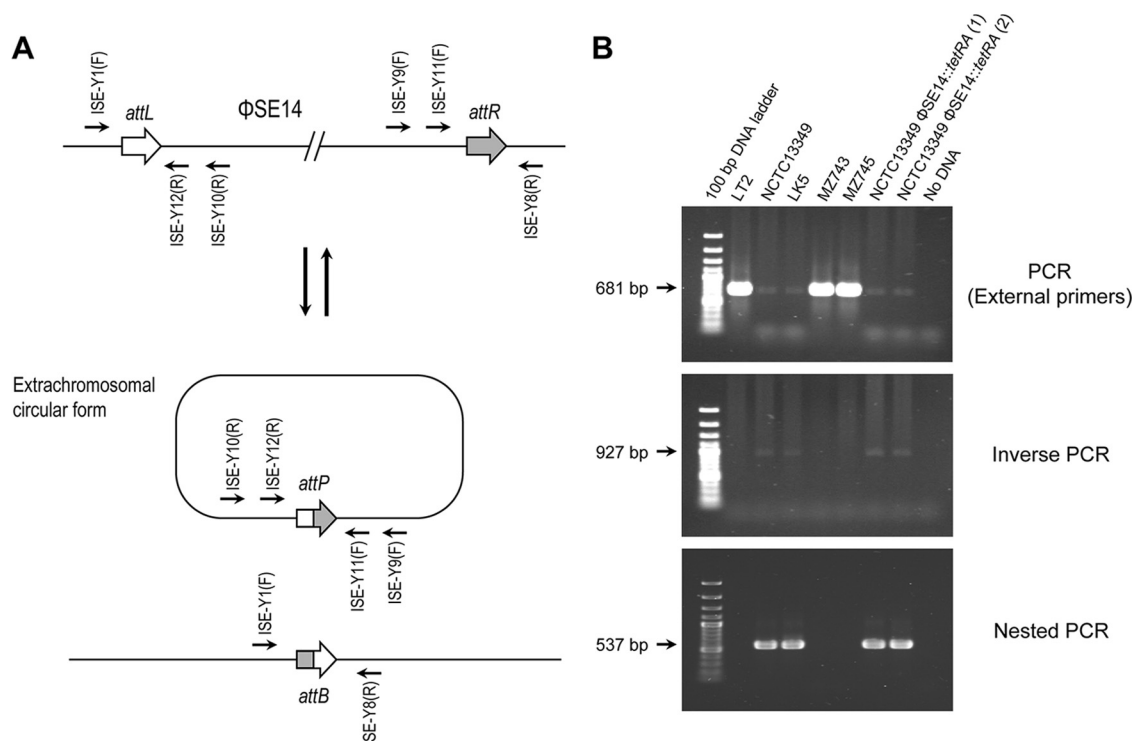 A
ISE-Y1(F)
attL
ISE-Y12(R)
ISE-Y10(R)
ΦSE14
ISE-Y9(F)
ISE-Y11(F)
attR
ISE-Y8(R)
Extrachromosomal
circular form
ISE-Y10(R)
ISE-Y12(R)
attP
ISE-Y11(F)
ISE-Y9(F)
ISE-Y1(F)
attB
SE-Y8(R)
B
100 bp DNA ladder
LT2
NCTC13349
LK5
MZ743
MZ745
NCTC13349 ΦSE14::tetRA (1)
NCTC13349 ΦSE14::tetRA (2)
No DNA
681 bp
PCR
(External primers)
927 bp
Inverse PCR
537 bp
Nested PCR